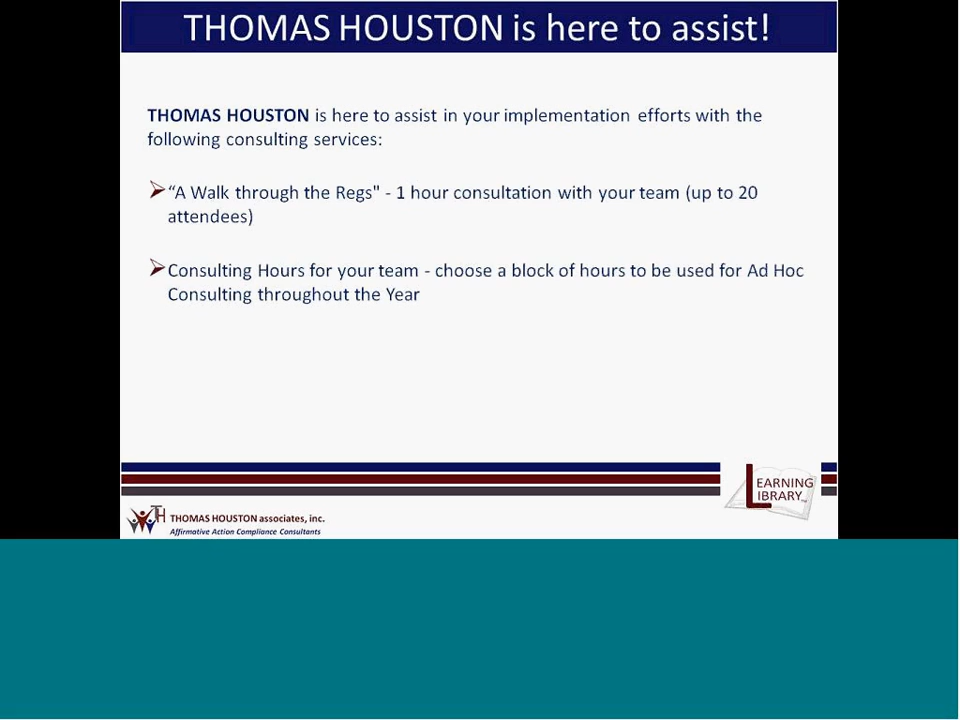 THOMAS HOUSTON is here to assist!
THOMAS HOUSTON is here to assist in your implementation efforts with the
following consulting services:
“A Walk through the Regs" - 1 hour consultation with your team (up to 20
attendees)
Consulting Hours for your team - choose a block of hours to be used for Ad Hoc
Consulting throughout the Year
LEARNING
LIBRARY
TH THOMAS HOUSTON associates, inc.
Affirmative Action Compliance Consultants